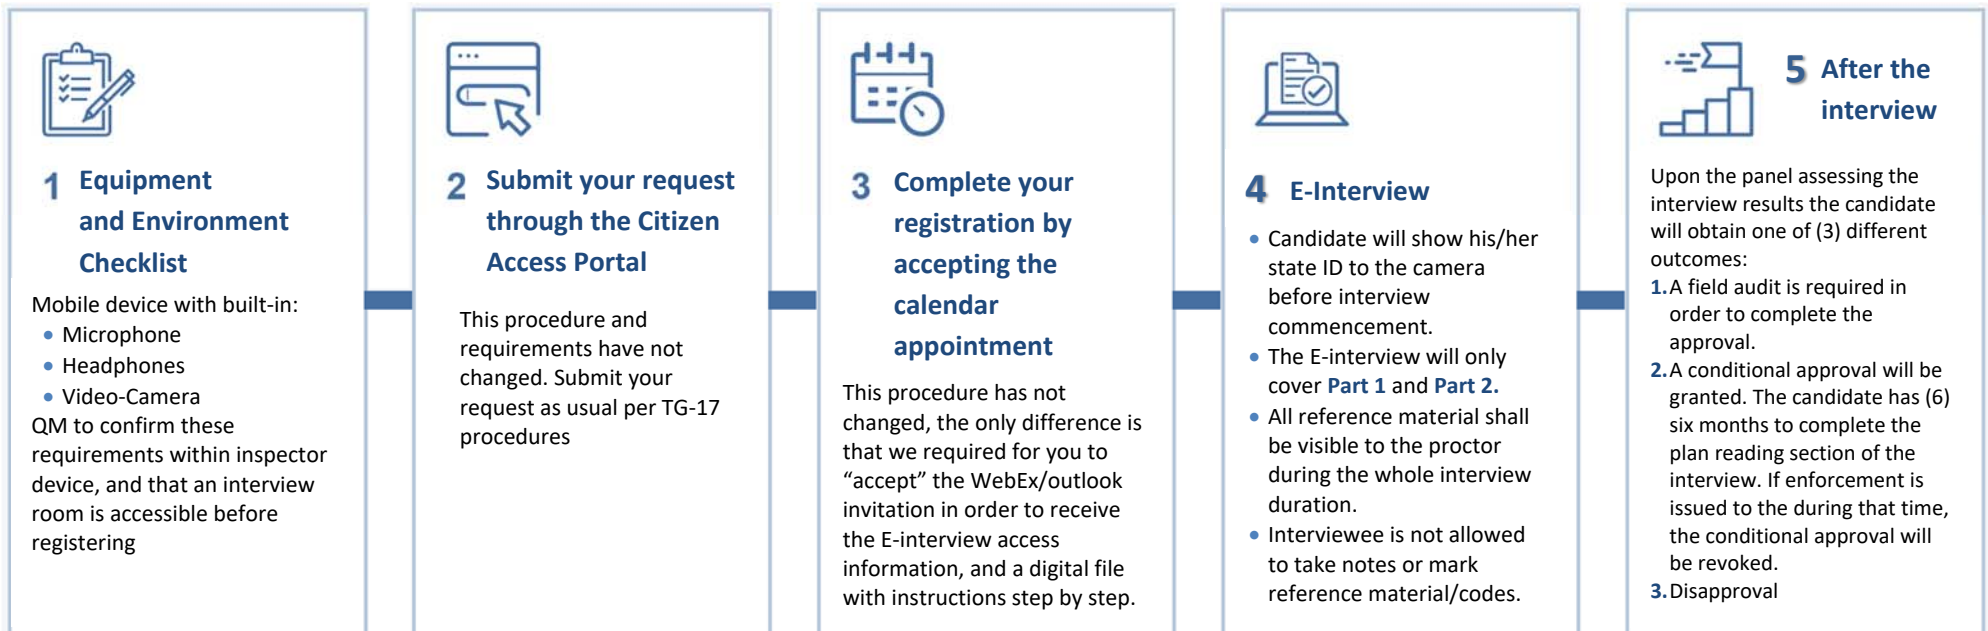 1 Equipment
and Environment
Checklist
Mobile device with built-in:
• Microphone
• Headphones
• Video-Camera
QM to confirm these
requirements within inspector
device, and that an interview
room is accessible before
registering
2 Submit your request
through the Citizen
Access Portal
This procedure and
requirements have not
changed. Submit your
request as usual per TG-17
procedures
3 Complete your
registration by
accepting the
calendar
appointment
This procedure has not
changed, the only difference is
that we required for you to
“accept” the WebEx/outlook
invitation in order to receive
the E-interview access
information, and a digital file
with instructions step by step.
4 E-Interview
• Candidate will show his/her
state ID to the camera
before interview
commencement.
• The E-interview will only
cover Part 1 and Part 2.
• All reference material shall
be visible to the proctor
during the whole interview
duration.
• Interviewee is not allowed
to take notes or mark
reference material/codes.
5 After the
interview
Upon the panel assessing the
interview results the candidate
will obtain one of (3) different
outcomes:
1. A field audit is required in
order to complete the
approval.
2. A conditional approval will be
granted. The candidate has (6)
six months to complete the
plan reading section of the
interview. If enforcement is
issued to the during that time,
the conditional approval will
be revoked.
3. Disapproval